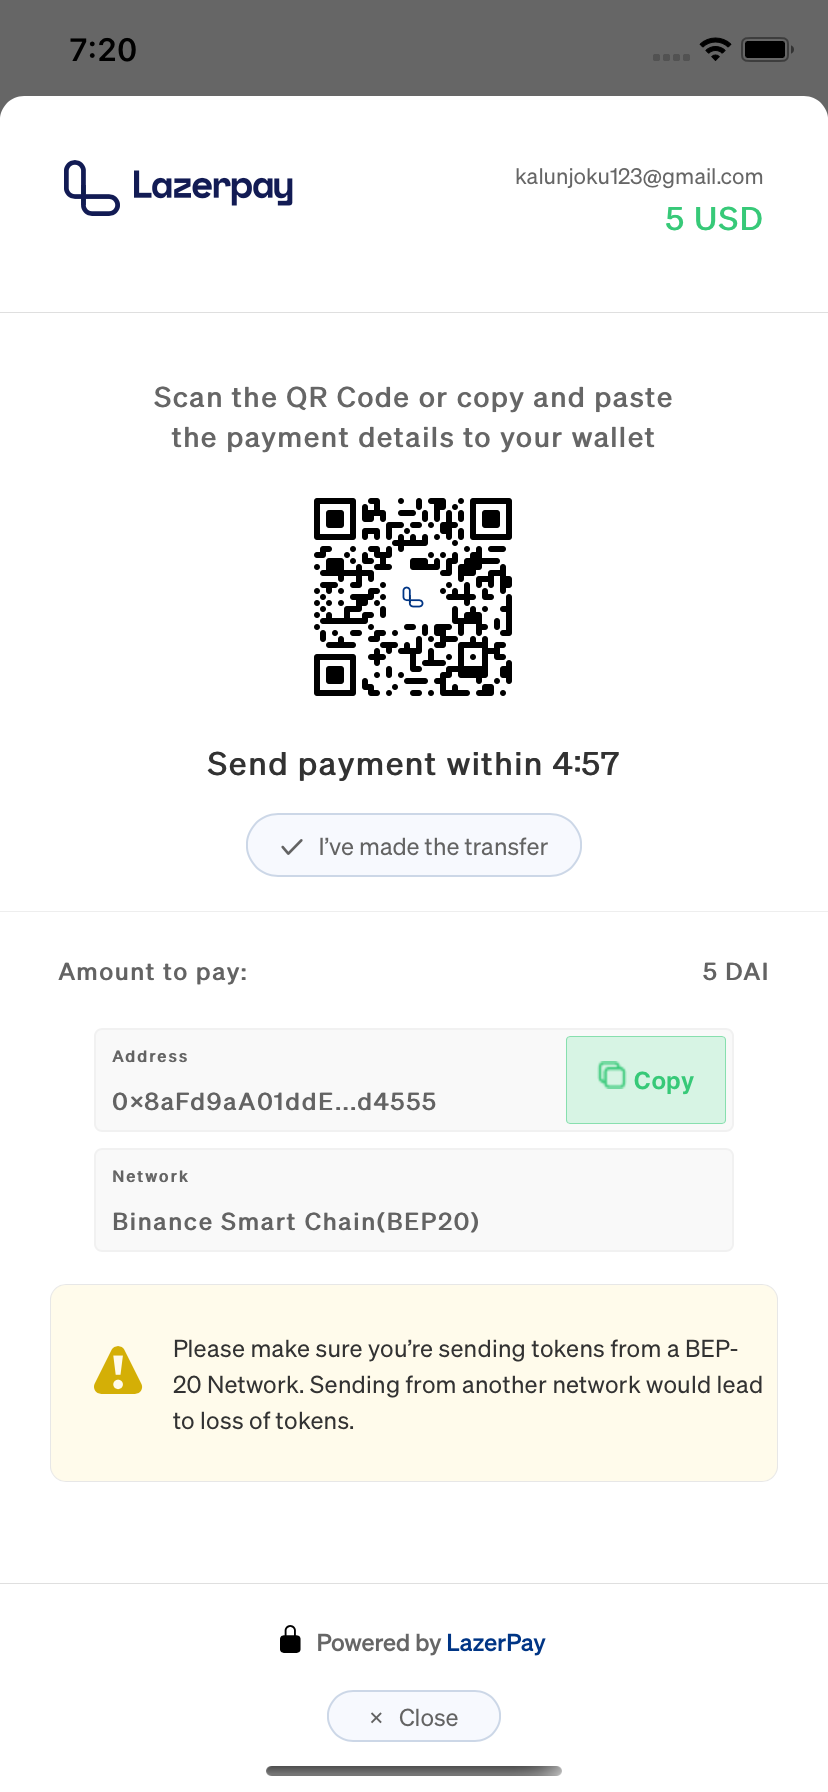 7:20
Lazerpay
kalunjoku123@gmail.com
5 USD
Scan the QR Code or copy and paste
the payment details to your wallet
Send payment within 4:57
I've made the transfer
Amount to pay:
5 DAI
Address
0x8aFd9aA01ddE...d4555
Copy
Network
Binance Smart Chain(BEP20)
Please make sure you're sending tokens from a BEP-
20 Network. Sending from another network would lead
to loss of tokens.
Powered by LazerPay
× Close